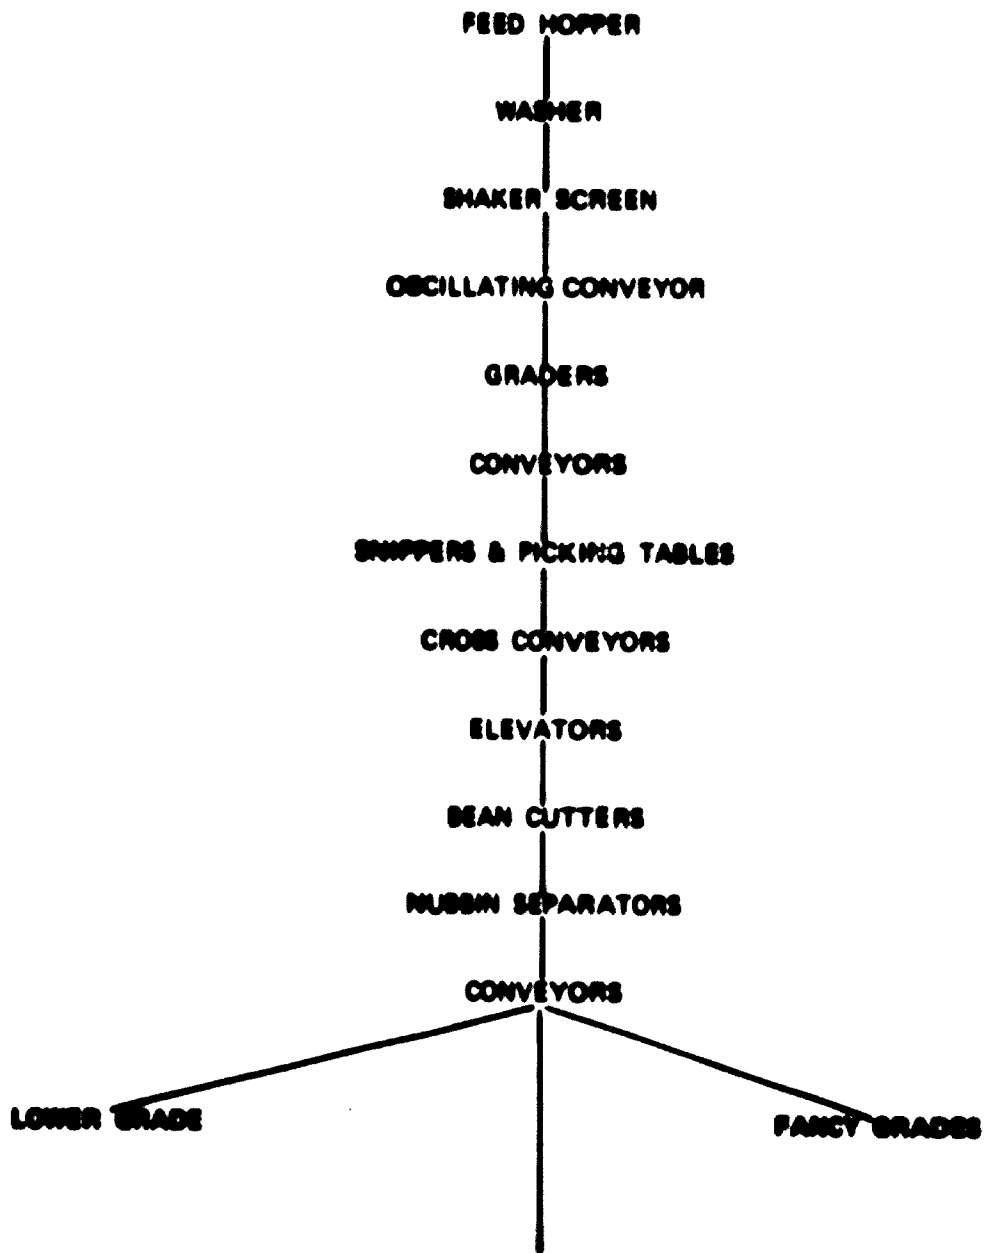 FEED HOPPER
WASHER
SHAKER SCREEN
OSCILLATING CONVEYOR
GRADERS
CONVEYORS
SNIPPERS & PICKING TABLES
CROSS CONVEYORS
ELEVATORS
BEAN CUTTERS
NUBBIN SEPARATORS
CONVEYORS
LOWER GRADE
FANCY GRADES